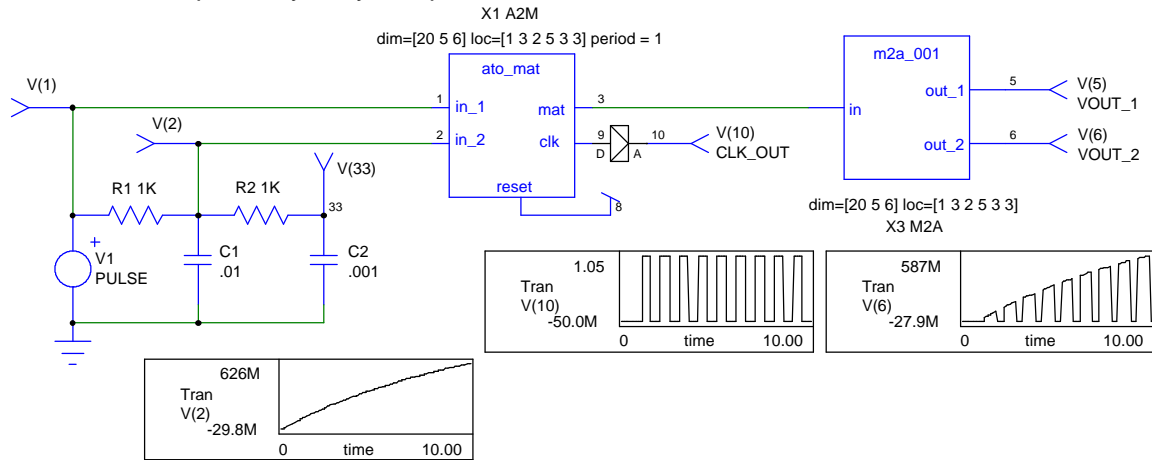 X1 A2M
dim=[20 5 6] loc=[1 3 2 5 3 3] period = 1
ato_mat
m2a_001
V(1)
1
in_1
mat
3
in
out_1
5
V(5)
VOUT_1
V(2)
2
in_2
clk
9
D
A
10
V(10)
CLK_OUT
out_2
6
V(6)
VOUT_2
V(33)
reset
8
R1 1K
R2 1K
33
dim=[20 5 6] loc=[1 3 2 5 3 3]
X3 M2A
+
V1
PULSE
C1
.01
C2
.001
1.05
Tran
V(10)
-50.0M
0
time
10.00
587M
Tran
V(6)
-27.9M
0
time
10.00
626M
Tran
V(2)
-29.8M
0
time
10.00